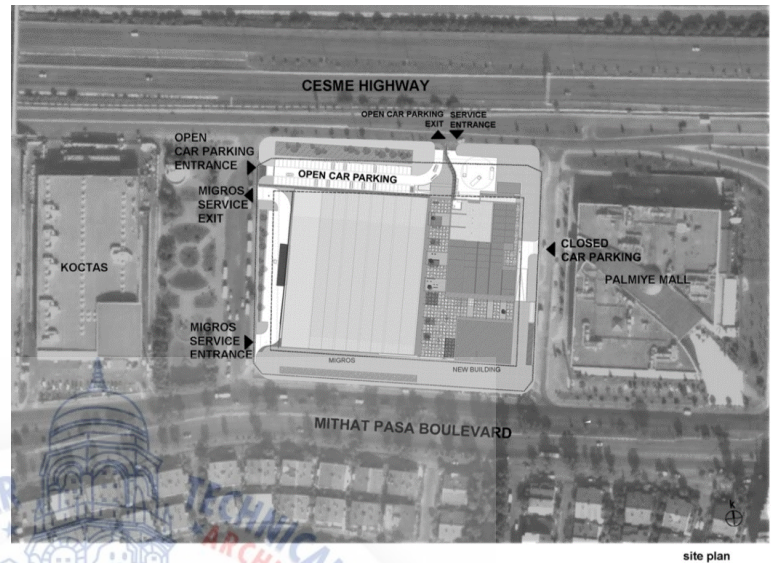 CESME HIGHWAY
OPEN CAR PARKING
EXIT
SERVICE
ENTRANCE
OPEN
CAR PARKING
ENTRANCE
OPEN CAR PARKING
MIGROS
SERVICE
EXIT
KOCTAS
CLOSED
CAR PARKING
PALMIYE MALL
MIGROS
SERVICE
ENTRANCE
MIGROS
NEW BUILDING
MITHAT PASA BOULEVARD
TECHNICAL
k
site plan